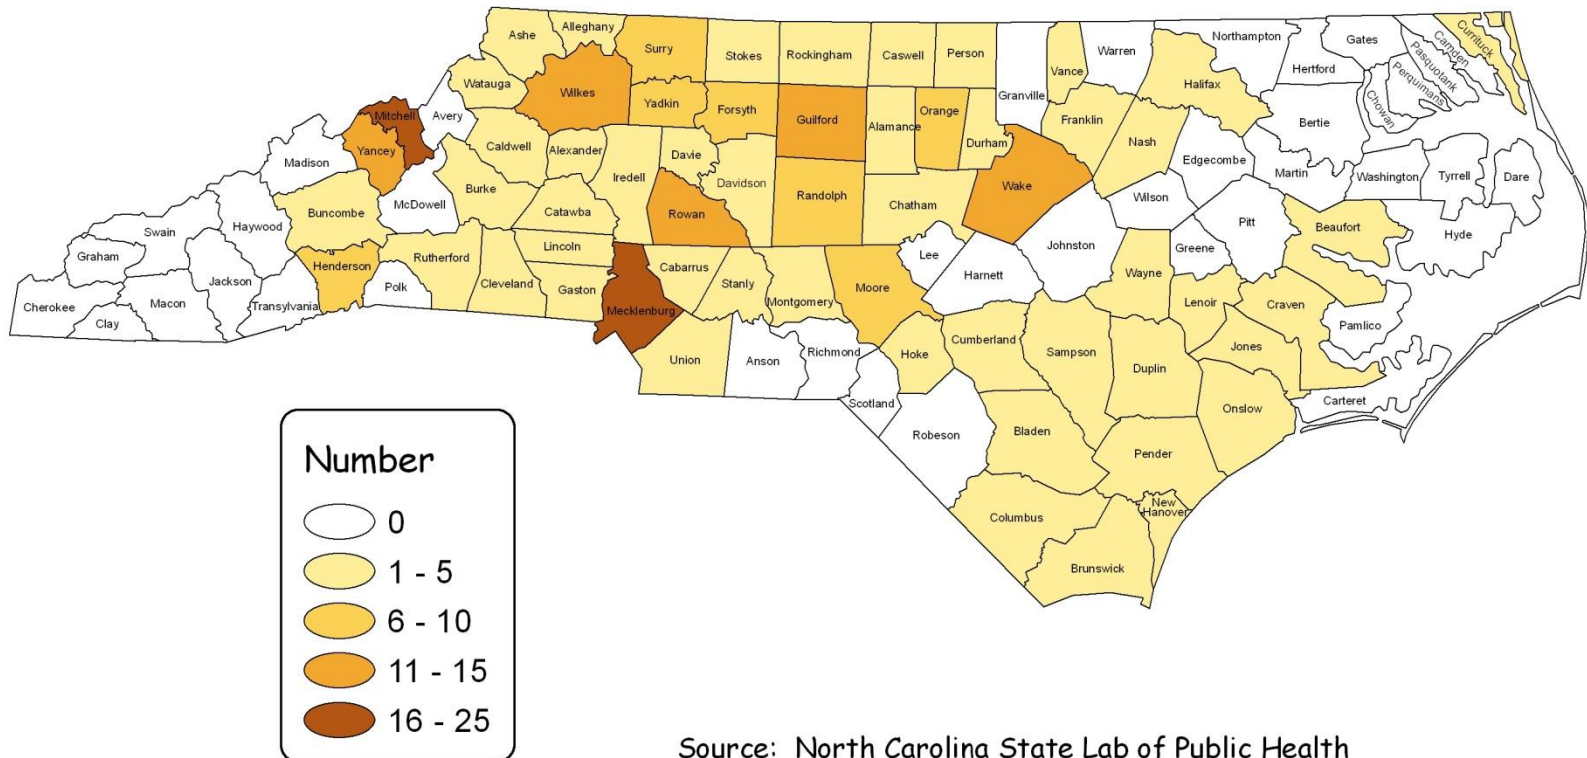 Ashe
Alleghany
Surry
Stokes
Rockingham
Caswell
Person
Granville
Vance
Warren
Northampton
Gates
Hertford
Halifax
Currituck
Camden
Pasquotank
Perquimans
Chowan
Bertie
Watauga
Wilkes
Yadkin
Forsyth
Guilford
Alamance
Orange
Durham
Franklin
Nash
Edgecombe
Martin
Washington
Tyrrell
Dare
Mitchell
Avery
Yancey
Madison
Caldwell
Alexander
Iredell
Davie
Davidson
Randolph
Chatham
Wake
Wilson
Pitt
Beaufort
Hyde
Buncombe
McDowell
Burke
Catawba
Rowan
Swain
Haywood
Graham
Jackson
Henderson
Rutherford
Lincoln
Cabarrus
Stanly
Montgomery
Moore
Lee
Harnett
Johnston
Greene
Wayne
Lenoir
Craven
Pamlico
Cherokee
Clay
Macon
Transylvania
Polk
Cleveland
Gaston
Mecklenburg
Union
Anson
Richmond
Hoke
Cumberland
Sampson
Duplin
Jones
Onslow
Carteret
Scotland
Robeson
Bladen
Pender
Columbus
New
Hanover
Brunswick
Number
0
1 - 5
6 - 10
11 - 15
16 - 25
Source: North Carolina State Lab of Public Health